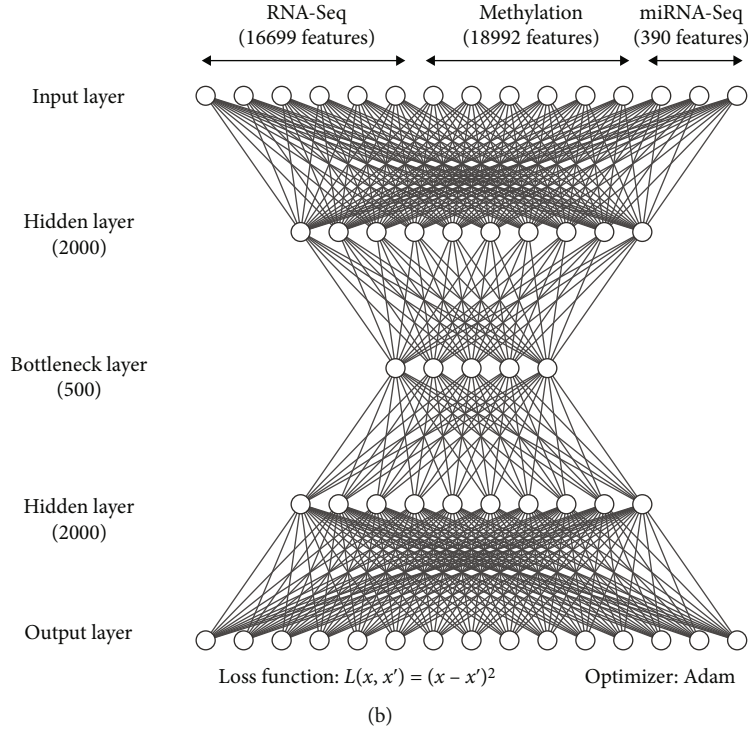 RNA-Seq
(16699 features)
Methylation
(18992 features)
miRNA-Seq
(390 features)
Input layer
Hidden layer
(2000)
Bottleneck layer
(500)
Hidden layer
(2000)
Output layer
Loss function: L(x, x′) = (x – x′)²
Optimizer: Adam
(b)